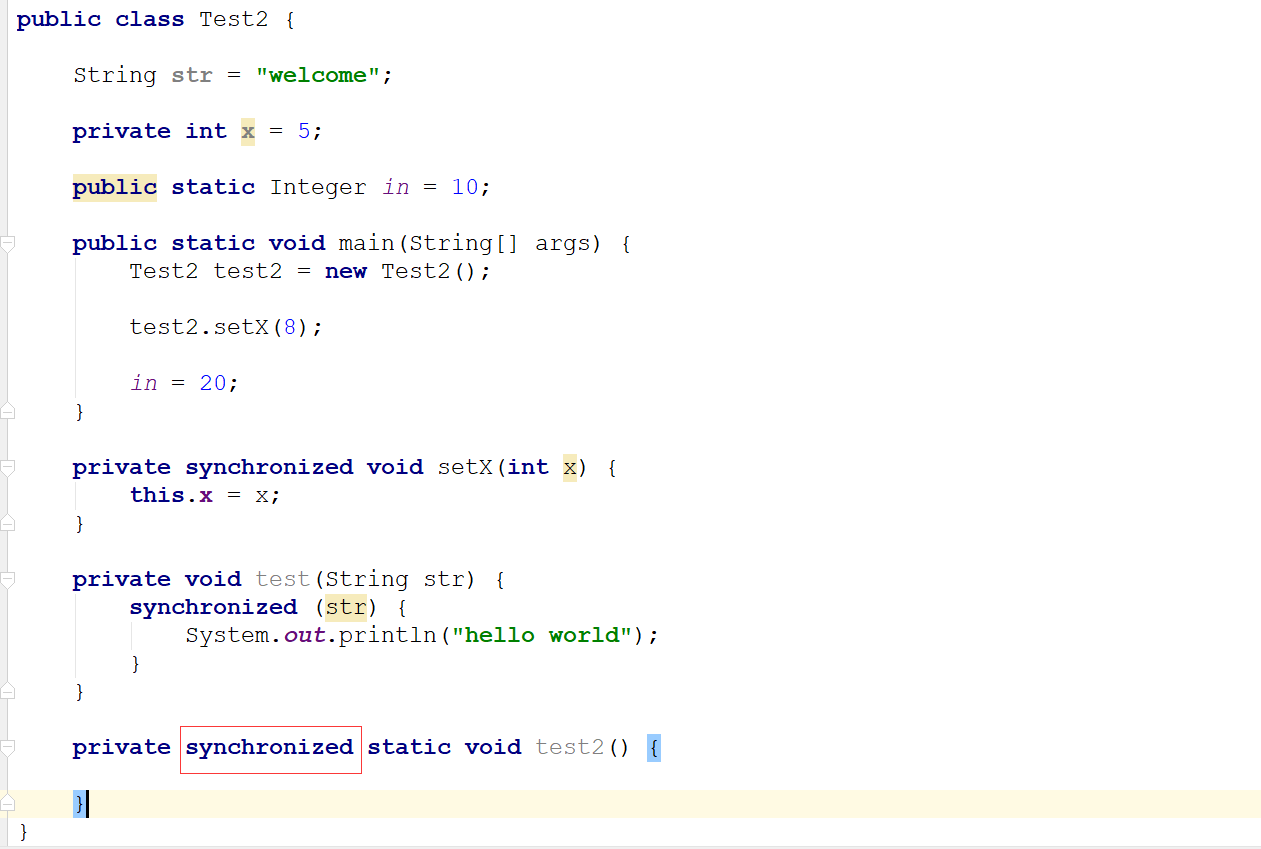 public class Test2 {
String str = "welcome";
private int x = 5;
public static Integer in = 10;
public static void main(String[] args) {
Test2 test2 = new Test2();
test2.setX(8);
in = 20;
}
private synchronized void setX(int x) {
this.x = x;
}
private void test(String str) {
synchronized (str) {
System.out.println("hello world");
}
}
private synchronized static void test2() {
}
}